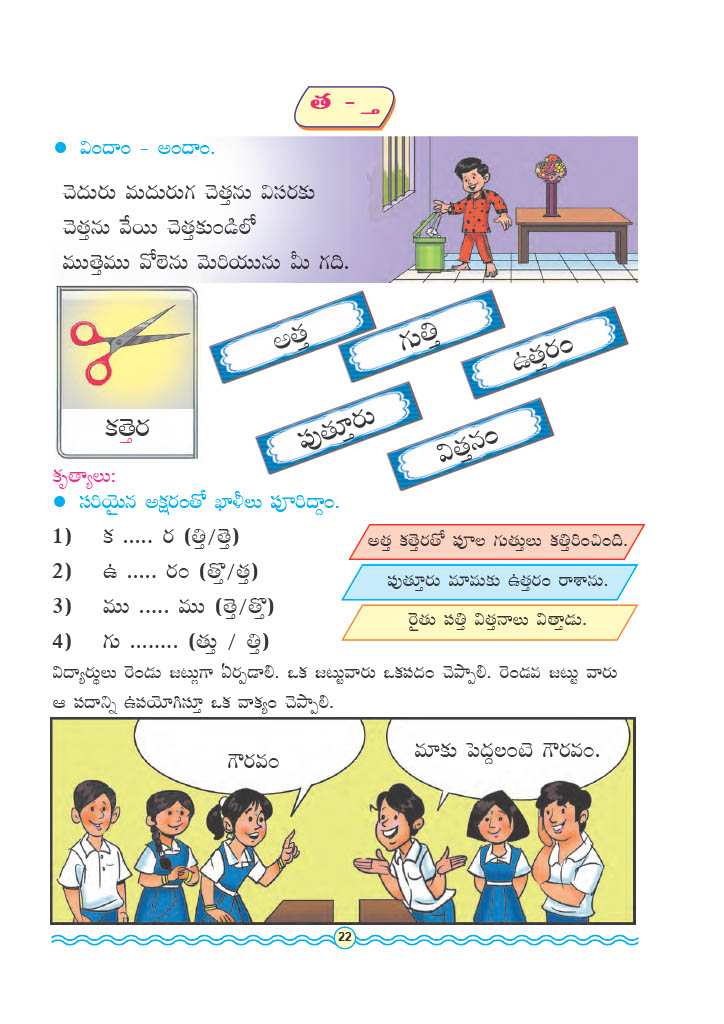 త - ్త
● విందాం - అందాం.
చెదురు మదురుగ చెత్తను విసరకు
చెత్తను వేయి చెత్తకుండిలో
ముత్తెము వోలెను మెరియును మీ గది.
కత్తెర
అత్త
గుత్తి
ఉత్తరం
పుత్తూరు
విత్తనం
కృత్యాలు:
● సరియైన అక్షరంతో ఖాళీలు పూరిద్దాం.
1) క ..... ర (త్తి/త్తె)
2) ఉ ..... రం (త్తొ/త్త)
3) ము ..... ము (త్తె/త్తొ)
4) గు ........ (త్తు / త్తి)
అత్త కత్తెరతో పూల గుత్తులు కత్తిరించింది.
పుత్తూరు మామకు ఉత్తరం రాశాను.
రైతు పత్తి విత్తనాలు విత్తాడు.
విద్యార్థులు రెండు జట్లుగా ఏర్పడాలి. ఒక జట్టువారు ఒకపదం చెప్పాలి. రెండవ జట్టు వారు
ఆ పదాన్ని ఉపయోగిస్తూ ఒక వాక్యం చెప్పాలి.
గౌరవం
మాకు పెద్దలంటె గౌరవం.
22